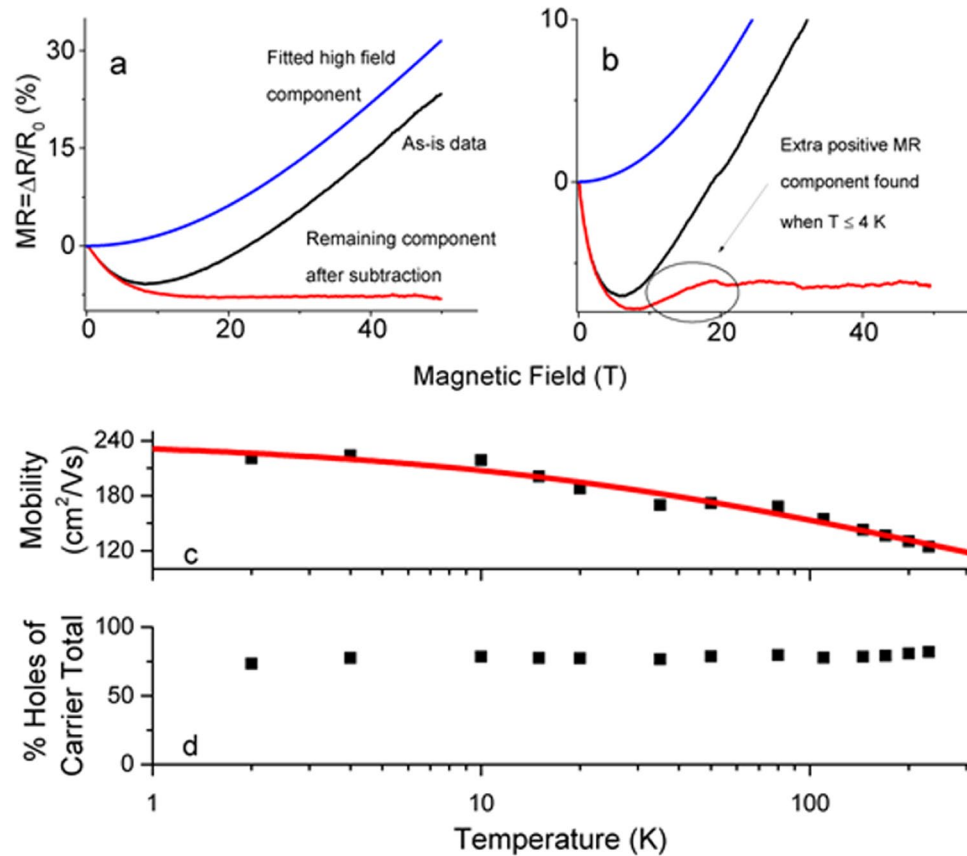 a
b
30
15
0
10
0
MR=ΔR/R0 (%)
Fitted high field
component
As-is data
Remaining component
after subtraction
Extra positive MR
component found
when T ≤ 4 K
0
20
40
0
20
40
Magnetic Field (T)
Mobility
(cm²/Vs)
240
180
120
c
% Holes of
Carrier Total
100
50
0
d
1
10
100
Temperature (K)